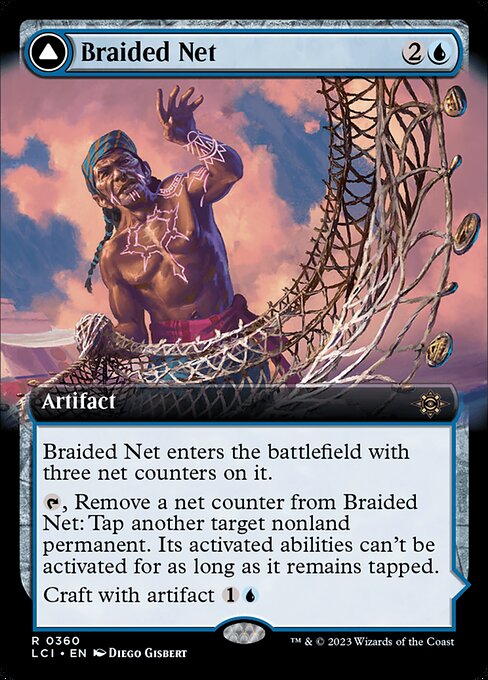 Braided Net 2
Artifact
Braided Net enters the battlefield with
three net counters on it.
, Remove a net counter from Braided
Net: Tap another target nonland
permanent. Its activated abilities can't be
activated for as long as it remains tapped.
Craft with artifact 1
R 0360
LCI • EN Diego Gisbert
™ & © 2023 Wizards of the Coast